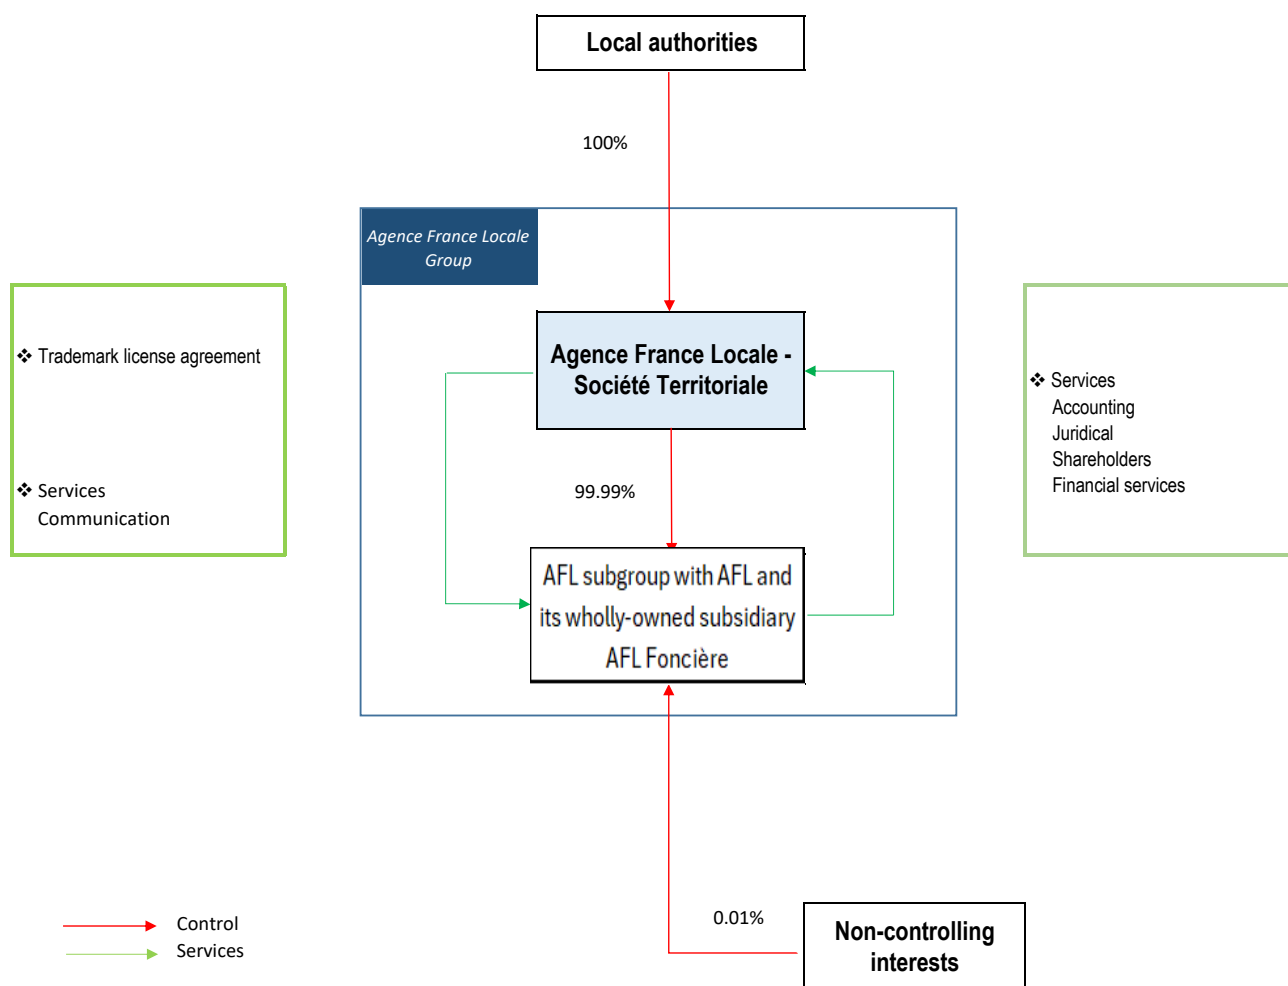 Local authorities
100%
Agence France Locale
Group
❖ Trademark license agreement
❖ Services
Communication
Agence France Locale -
Société Territoriale
99.99%
AFL subgroup with AFL and
its wholly-owned subsidiary
AFL Foncière
❖ Services
Accounting
Juridical
Shareholders
Financial services
0.01%
Non-controlling
interests
Control
Services